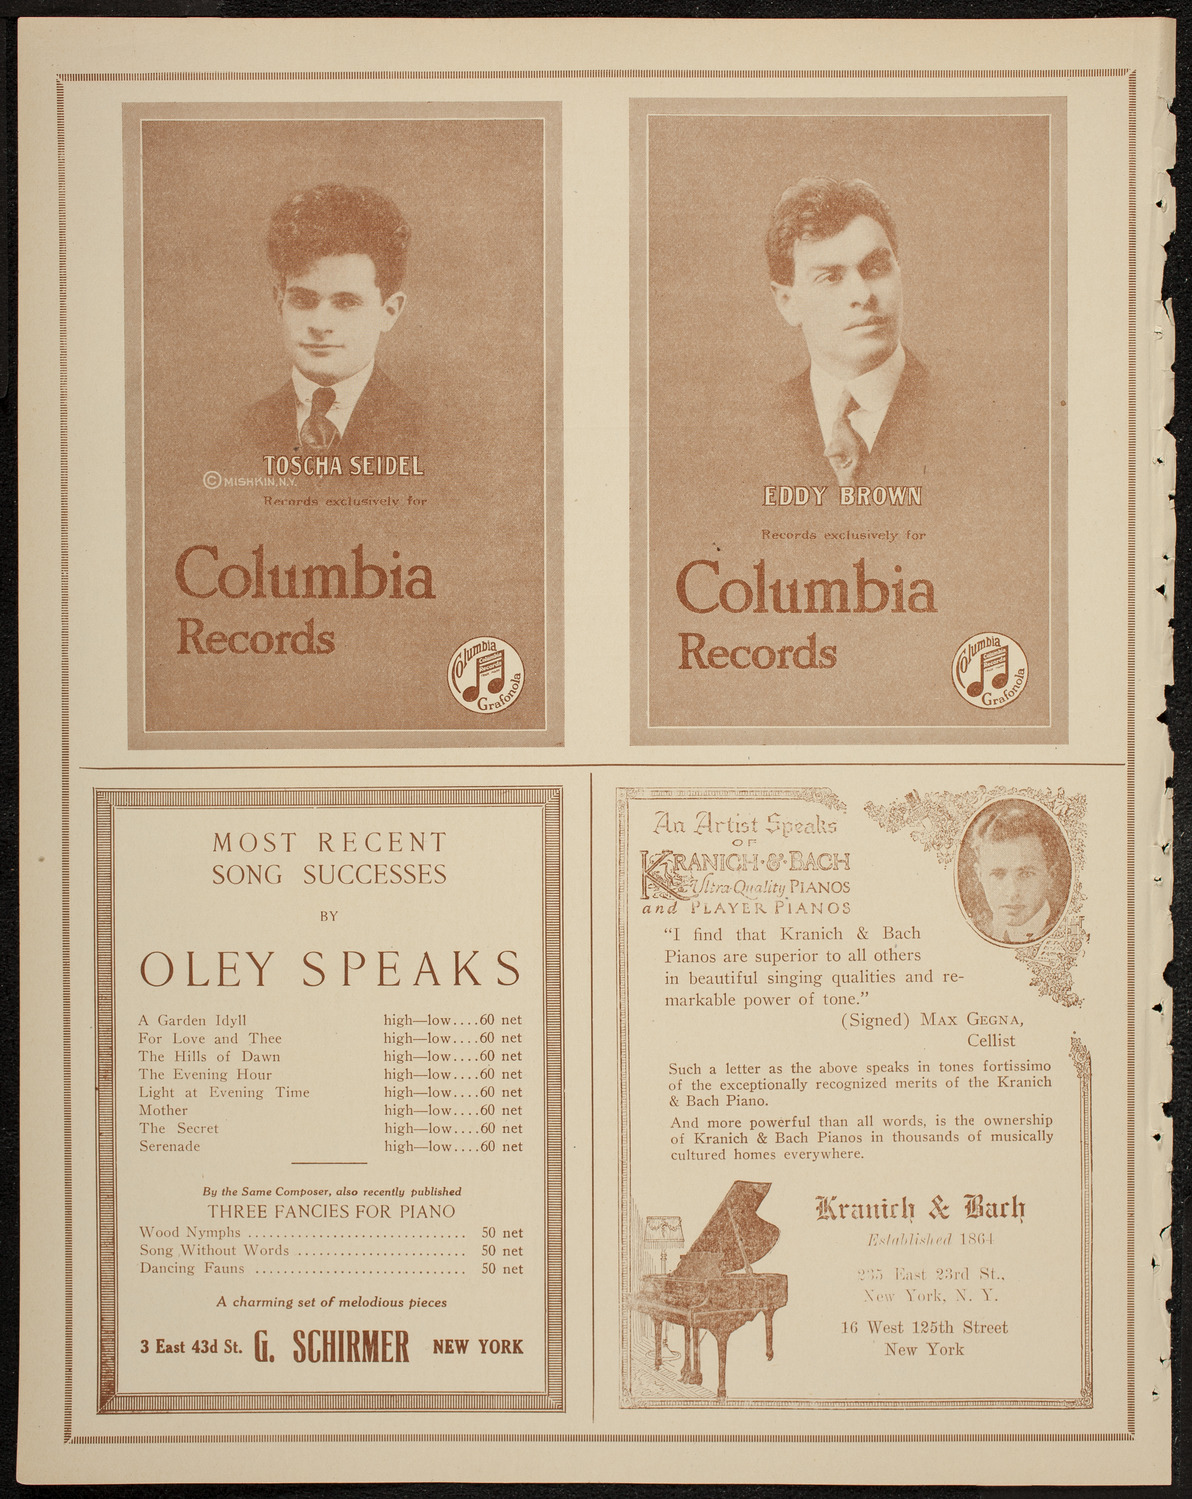 TOSCHA SEIDEL
© MISHKIN, N.Y.
Records exclusively for
Columbia
Records
Columbia
Columbia
Records
Grafonola
EDDY BROWN
Records exclusively for
Columbia
Records
Columbia
Columbia
Records
Grafonola
MOST RECENT
SONG SUCCESSES
BY
OLEY SPEAKS
A Garden Idyll high—low....60 net
For Love and Thee high—low....60 net
The Hills of Dawn high—low....60 net
The Evening Hour high—low....60 net
Light at Evening Time high—low....60 net
Mother high—low....60 net
The Secret high—low....60 net
Serenade high—low....60 net
By the Same Composer, also recently published
THREE FANCIES FOR PIANO
Wood Nymphs .............................. 50 net
Song Without Words ....................... 50 net
Dancing Fauns ............................. 50 net
A charming set of melodious pieces
3 East 43d St. G. SCHIRMER NEW YORK
An Artist Speaks
OF
KRANICH·&·BACH
Ultra-Quality PIANOS
and PLAYER PIANOS
“I find that Kranich & Bach
Pianos are superior to all others
in beautiful singing qualities and re-
markable power of tone.”
(Signed) MAX GEGNA,
Cellist
Such a letter as the above speaks in tones fortissimo
of the exceptionally recognized merits of the Kranich
& Bach Piano.
And more powerful than all words, is the ownership
of Kranich & Bach Pianos in thousands of musically
cultured homes everywhere.
Kranich & Bach
Established 1864
235 East 23rd St.,
New York, N. Y.
16 West 125th Street
New York